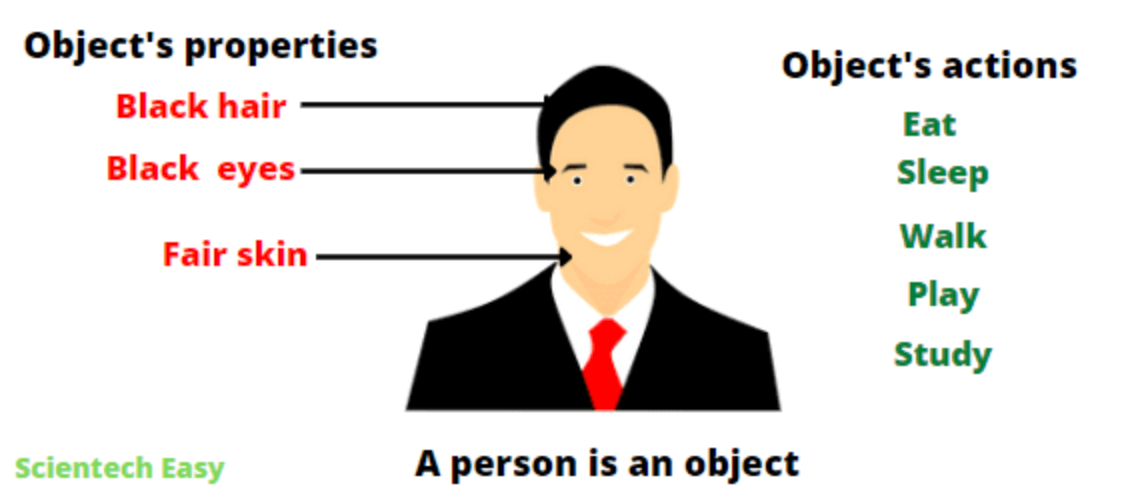 Object's properties
Black hair
Black eyes
Fair skin
Object's actions
Eat
Sleep
Walk
Play
Study
A person is an object
Scientech Easy